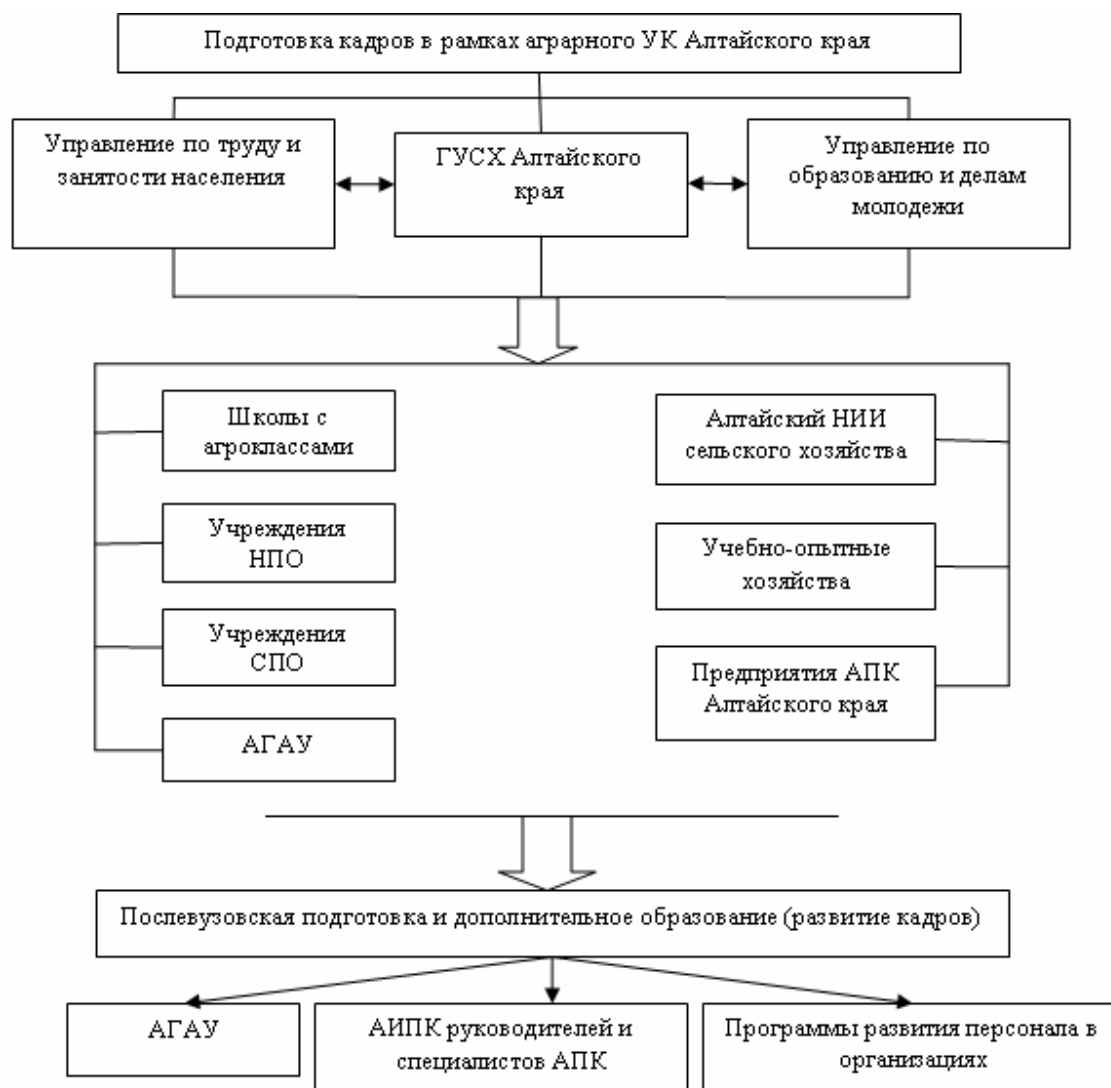 Подготовка кадров в рамках аграрного УК Алтайского края
Управление по труду и
занятости населения
ГУСХ Алтайского
края
Управление по
образованию и делам
молодежи
Школы с
агроклассами
Учреждения
НПО
Учреждения
СПО
АГАУ
Алтайский НИИ
сельского хозяйства
Учебно-опытные
хозяйства
Предприятия АПК
Алтайского края
Послевузовская подготовка и дополнительное образование (развитие кадров)
АГАУ
АИПК руководителей и
специалистов АПК
Программы развития персонала в
организациях